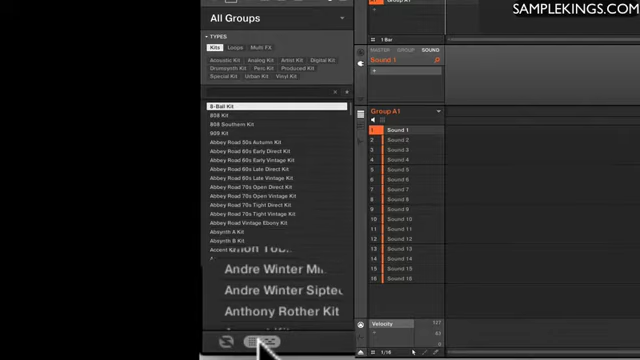 SAMPLEKINGS.COM
All Groups
TYPES
Kits Loops Multi FX
Acoustic Kit Analog Kit Artist Kit Digital Kit
Drumsynth Kit Perc Kit Produced Kit
Special Kit Urban Kit Vinyl Kit
8-Ball Kit
808 Kit
808 Southern Kit
909 Kit
Abbey Road 50s Autumn Kit
Abbey Road 60s Early Direct Kit
Abbey Road 60s Early Vintage Kit
Abbey Road 60s Late Direct Kit
Abbey Road 60s Late Vintage Kit
Abbey Road 70s Open Direct Kit
Abbey Road 70s Open Vintage Kit
Abbey Road 70s Tight Direct Kit
Abbey Road 70s Tight Vintage Kit
Abbey Road Vintage Ebony Kit
Absynth A Kit
Absynth B Kit
Accent
Andre Winter
Andre Winter
Anthony Rother Kit
Group A1
1 Bar
MASTER GROUP SOUND
Sound 1
Group A1
1 Sound 1
2 Sound 2
3 Sound 3
4 Sound 4
5 Sound 5
6 Sound 6
7 Sound 7
8 Sound 8
9 Sound 9
10 Sound 10
11 Sound 11
12 Sound 12
13 Sound 13
14 Sound 14
15 Sound 15
16 Sound 16
Velocity 127
43
0
1/16